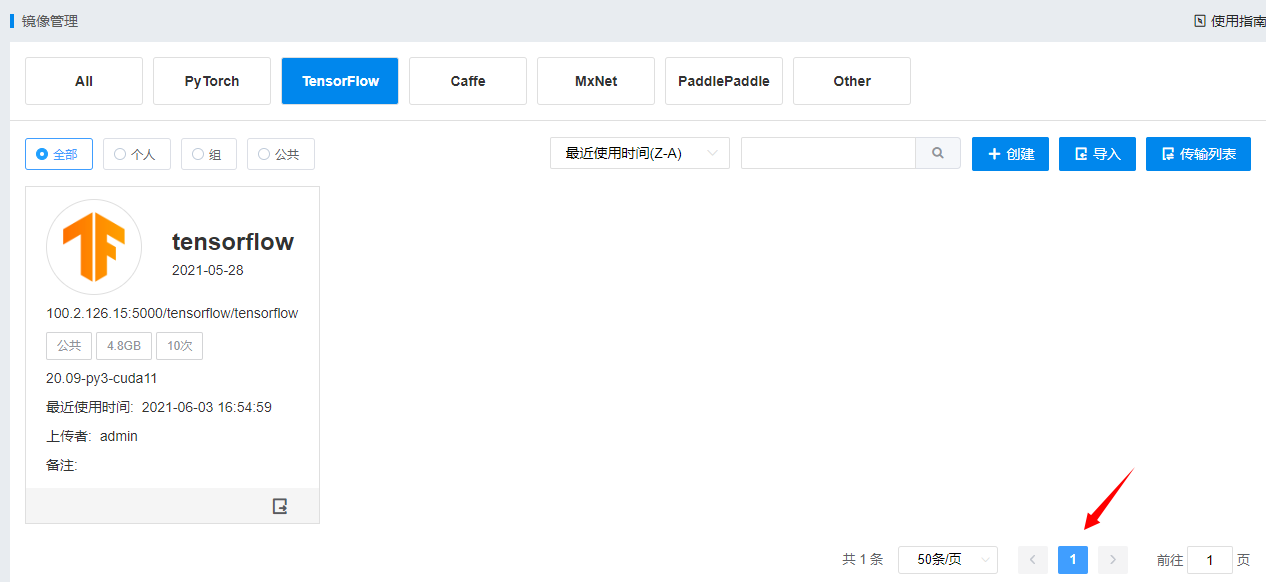 镜像管理
使用指南
All PyTorch TensorFlow Caffe MxNet PaddlePaddle Other
全部 个人 组 公共 最近使用时间(Z-A) 创建 导入 传输列表
tensorflow
2021-05-28
100.2.126.15:5000/tensorflow/tensorflow
公共 4.8GB 10次
20.09-py3-cuda11
最近使用时间: 2021-06-03 16:54:59
上传者: admin
备注:
共 1 条 50条/页 1 前往 1 页